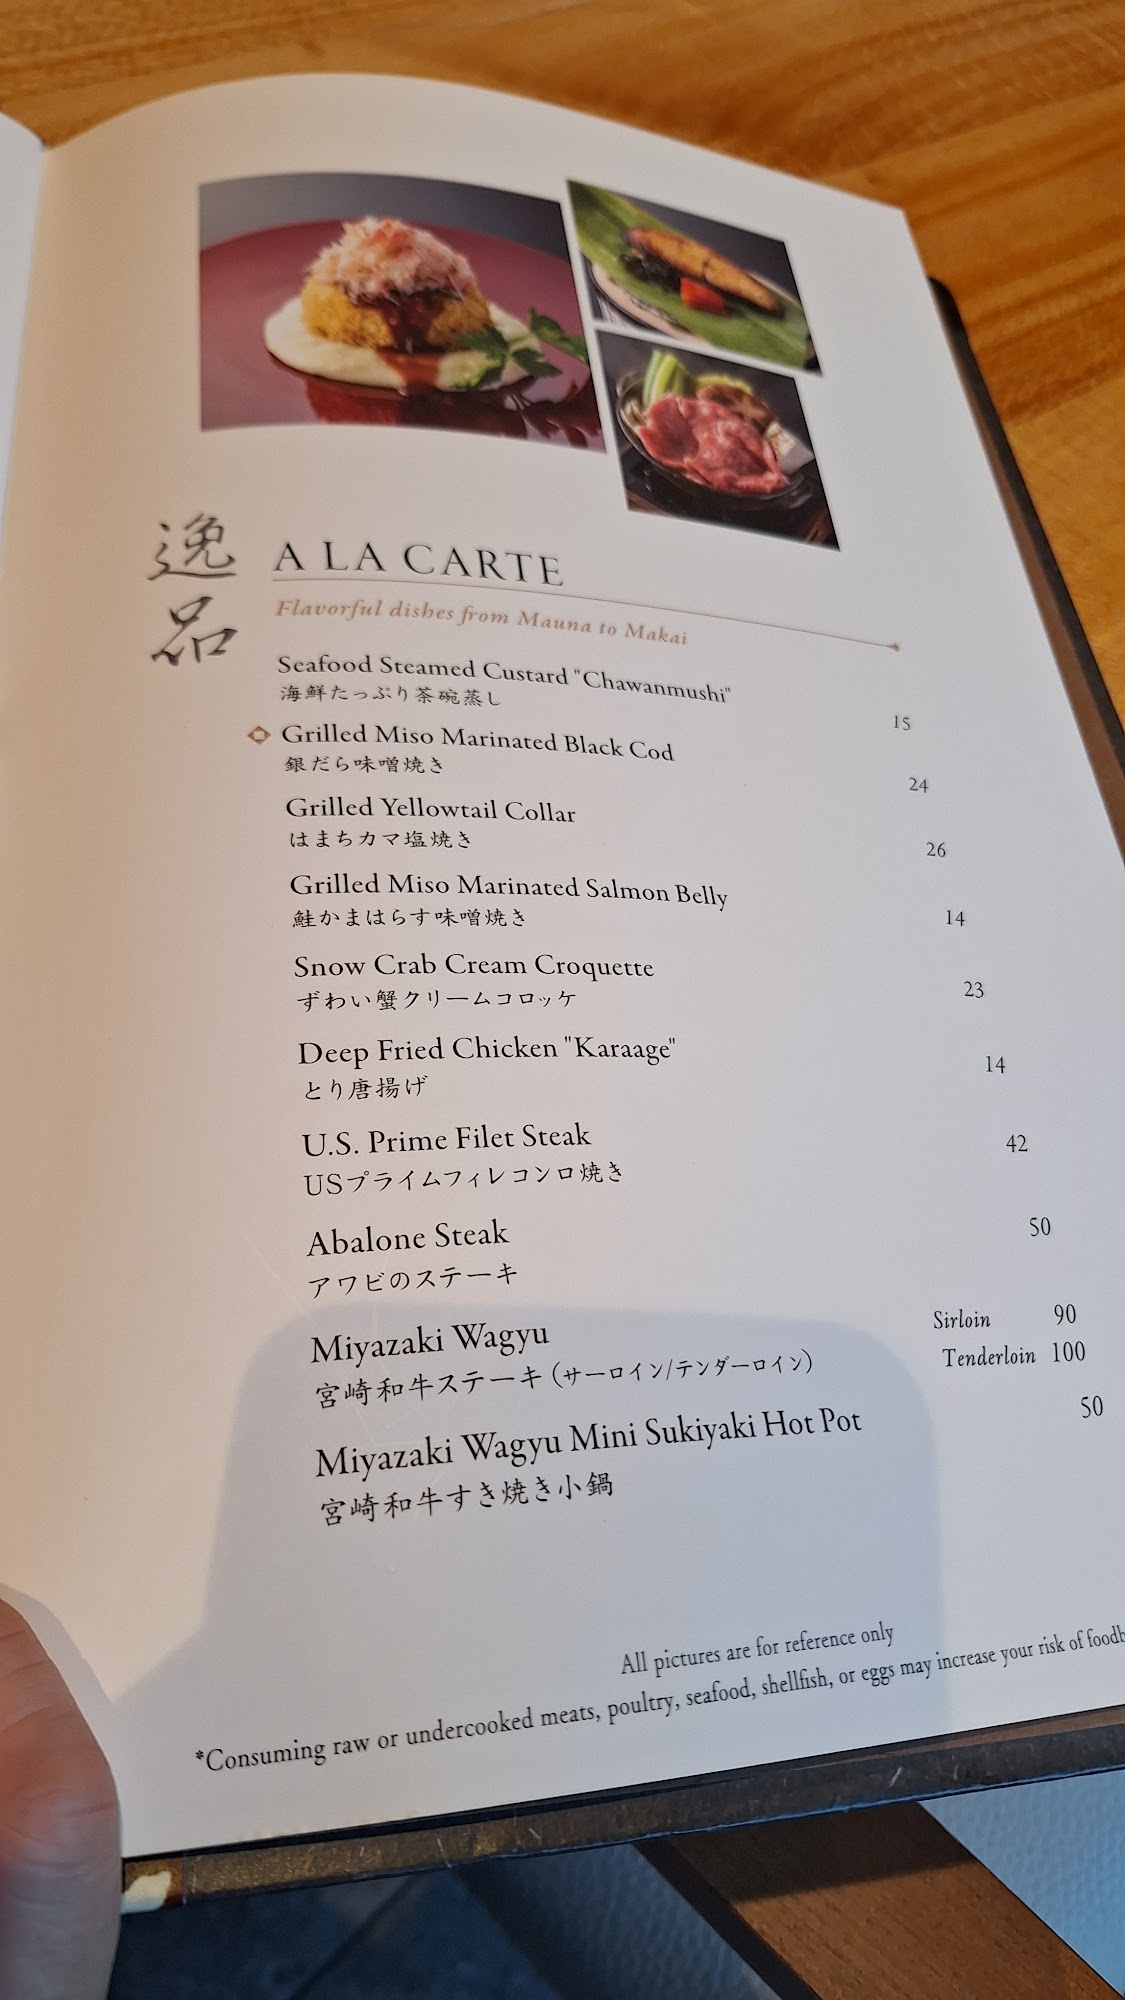 逸品
A LA CARTE
Flavorful dishes from Mauna to Makai
Seafood Steamed Custard "Chawanmushi"
海鮮たっぷり茶碗蒸し
15
Grilled Miso Marinated Black Cod
銀だら味噌焼き
24
Grilled Yellowtail Collar
はまちカマ塩焼き
26
Grilled Miso Marinated Salmon Belly
鮭かまはらす味噌焼き
14
Snow Crab Cream Croquette
ずわい蟹クリームコロッケ
23
Deep Fried Chicken "Karaage"
とり唐揚げ
14
U.S. Prime Filet Steak
USプライムフィレコンロ焼き
42
Abalone Steak
アワビのステーキ
50
Miyazaki Wagyu
宮崎和牛ステーキ (サーロイン/テンダーロイン)
Sirloin 90
Tenderloin 100
Miyazaki Wagyu Mini Sukiyaki Hot Pot
宮崎和牛すき焼き小鍋
50
All pictures are for reference only
*Consuming raw or undercooked meats, poultry, seafood, shellfish, or eggs may increase your risk of